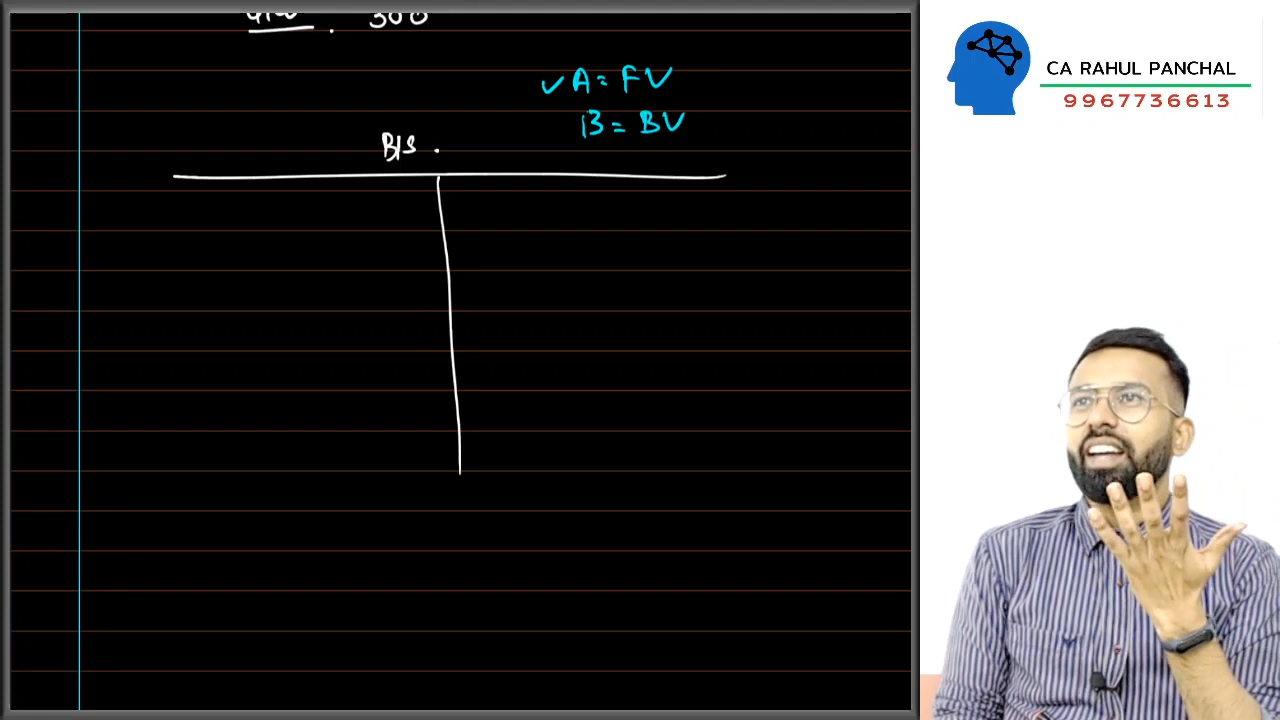 300
✓ A = FV
B = BV
B/S.
CA RAHUL PANCHAL
9967736613